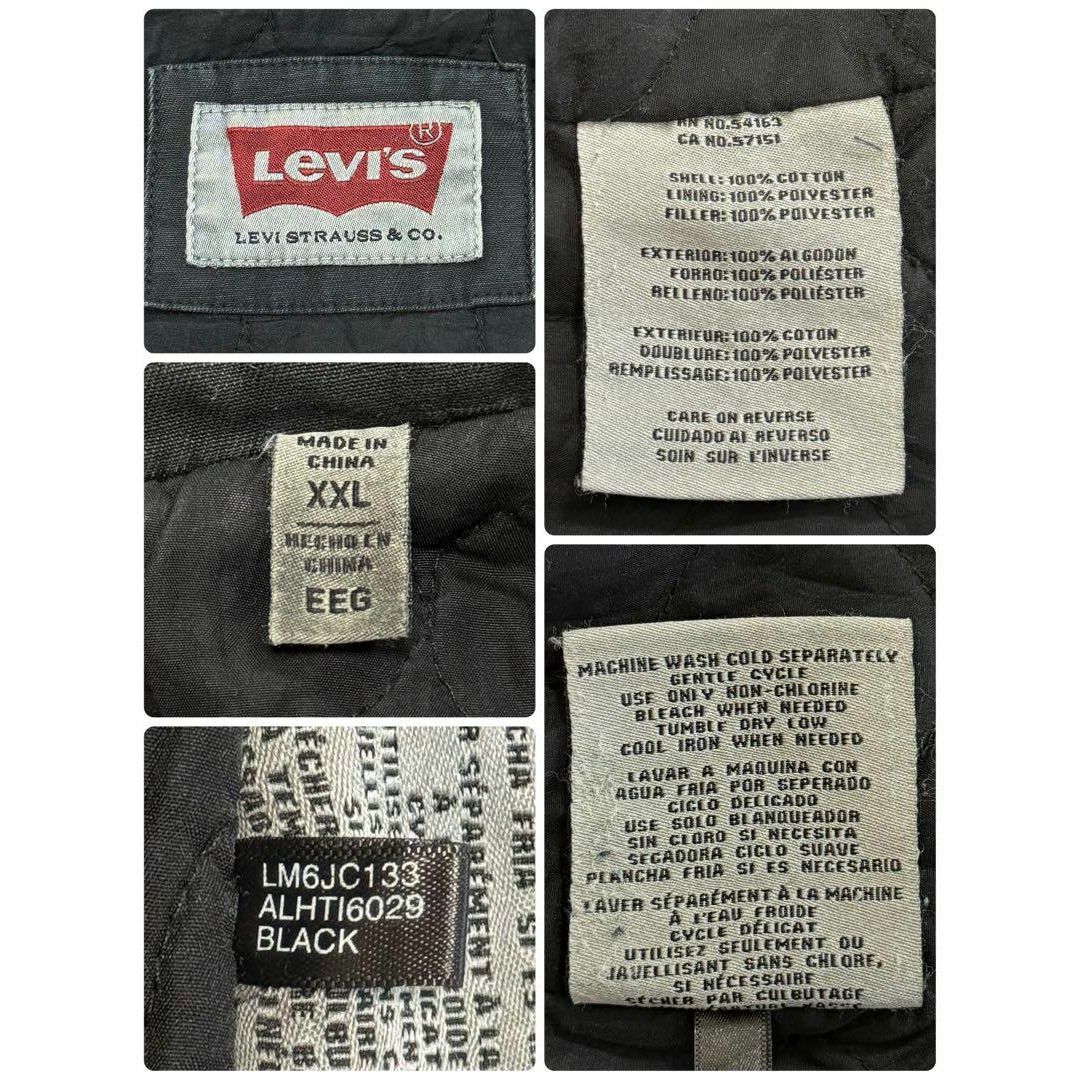 LEVI'S ®
LEVI STRAUSS & CO.
MADE IN
CHINA
XXL
HECHO EN
CHINA
EEG
LM6JC133
ALHTI6029
BLACK
RN NO.54163
CA NO.57151
SHELL:100% COTTON
LINING:100% POLYESTER
FILLER:100% POLYESTER
EXTERIOR:100% ALGODON
FORRO:100% POLIÉSTER
RELLENO:100% POLIÉSTER
EXTERIEUR:100% COTON
DOUBLURE:100% POLYESTER
REMPLISSAGE:100% POLYESTER
CARE ON REVERSE
CUIDADO AL REVERSO
SOIN SUR L'INVERSE
MACHINE WASH COLD SEPARATELY
GENTLE CYCLE
USE ONLY NON-CHLORINE
BLEACH WHEN NEEDED
TUMBLE DRY LOW
COOL IRON WHEN NEEDED
LAVAR A MAQUINA CON
AGUA FRIA POR SEPERADO
CICLO DELICADO
USE SOLO BLANQUEADOR
SIN CLORO SI NECESITA
SECADORA CICLO SUAVE
PLANCHA FRIA SI ES NECESARIO
LAVER SÉPARÉMENT À LA MACHINE
À L'EAU FROIDE
CYCLE DÉLICAT
UTILISEZ SEULEMENT OU
JAVELLISANT SANS CHLORE,
SI NÉCESSAIRE
SÉCHER PAR CULBUTAGE